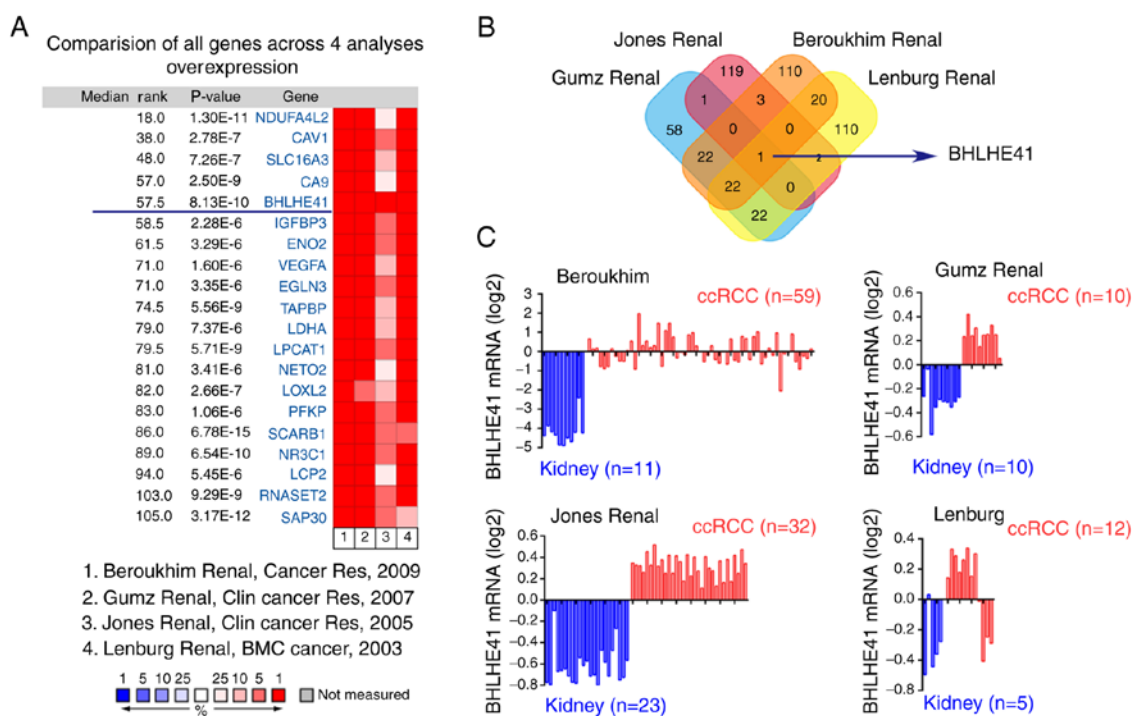 A
Comparision of all genes across 4 analyses
overexpression
Median rank P-value Gene
18.0 1.30E-11 NDUFA4L2
38.0 2.78E-7 CAV1
48.0 7.26E-7 SLC16A3
57.0 2.50E-9 CA9
57.5 8.13E-10 BHLHE41
58.5 2.28E-6 IGFBP3
61.5 3.29E-6 ENO2
71.0 1.60E-6 VEGFA
71.0 3.35E-6 EGLN3
74.5 5.56E-9 TAPBP
79.0 7.37E-6 LDHA
79.5 5.71E-9 LPCAT1
81.0 3.41E-6 NETO2
82.0 2.66E-7 LOXL2
83.0 1.06E-6 PFKP
86.0 6.78E-15 SCARB1
89.0 6.54E-10 NR3C1
94.0 5.45E-6 LCP2
103.0 9.29E-9 RNASET2
105.0 3.17E-12 SAP30
1 2 3 4
1. Beroukhim Renal, Cancer Res, 2009
2. Gumz Renal, Clin cancer Res, 2007
3. Jones Renal, Clin cancer Res, 2005
4. Lenburg Renal, BMC cancer, 2003
1 5 10 25 25 10 5 1
Not measured
%
B
Jones Renal Beroukhim Renal
Gumz Renal Lenburg Renal
119 110
1 3 20
58 0 0 110
22 1 2
BHLHE41
22 0
22
C
Beroukhim
ccRCC (n=59)
BHLHE41 mRNA (log2)
3
2
1
0
−1
−2
−3
−4
−5
Kidney (n=11)
Gumz Renal
ccRCC (n=10)
BHLHE41 mRNA (log2)
0.6
0.4
0.2
0.0
−0.2
−0.4
−0.6
Kidney (n=10)
Jones Renal
ccRCC (n=32)
BHLHE41 mRNA (log2)
0.6
0.4
0.2
0.0
−0.2
−0.4
−0.6
−0.8
Kidney (n=23)
Lenburg
ccRCC (n=12)
BHLHE41 mRNA (log2)
0.4
0.2
0.0
−0.2
−0.4
−0.6
−0.8
Kidney (n=5)